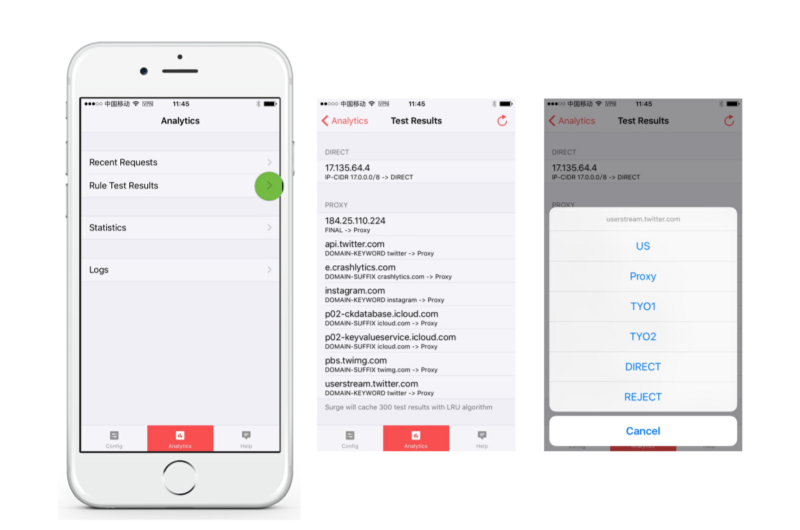 中国移动 VPN 11:45
Analytics
Recent Requests
Rule Test Results
Statistics
Logs
Config
Analytics
Help
中国移动 VPN 11:45
Analytics Test Results
DIRECT
17.135.64.4
IP-CIDR 17.0.0.0/8 -> DIRECT
PROXY
184.25.110.224
FINAL -> Proxy
api.twitter.com
DOMAIN-KEYWORD twitter -> Proxy
e.crashlytics.com
DOMAIN-SUFFIX crashlytics.com -> Proxy
instagram.com
DOMAIN-KEYWORD instagram -> Proxy
p02-ckdatabase.icloud.com
DOMAIN-SUFFIX icloud.com -> Proxy
p02-keyvalueservice.icloud.com
DOMAIN-SUFFIX icloud.com -> Proxy
pbs.twimg.com
DOMAIN-SUFFIX twimg.com -> Proxy
userstream.twitter.com
DOMAIN-KEYWORD twitter -> Proxy
Surge will cache 300 test results with LRU algorithm
Config
Analytics
Help
中国移动 VPN 11:45
Analytics Test Results
DIRECT
17.135.64.4
IP-CIDR 17.0.0.0/8 -> DIRECT
PROXY
userstream.twitter.com
US
Proxy
TYO1
TYO2
DIRECT
REJECT
Cancel